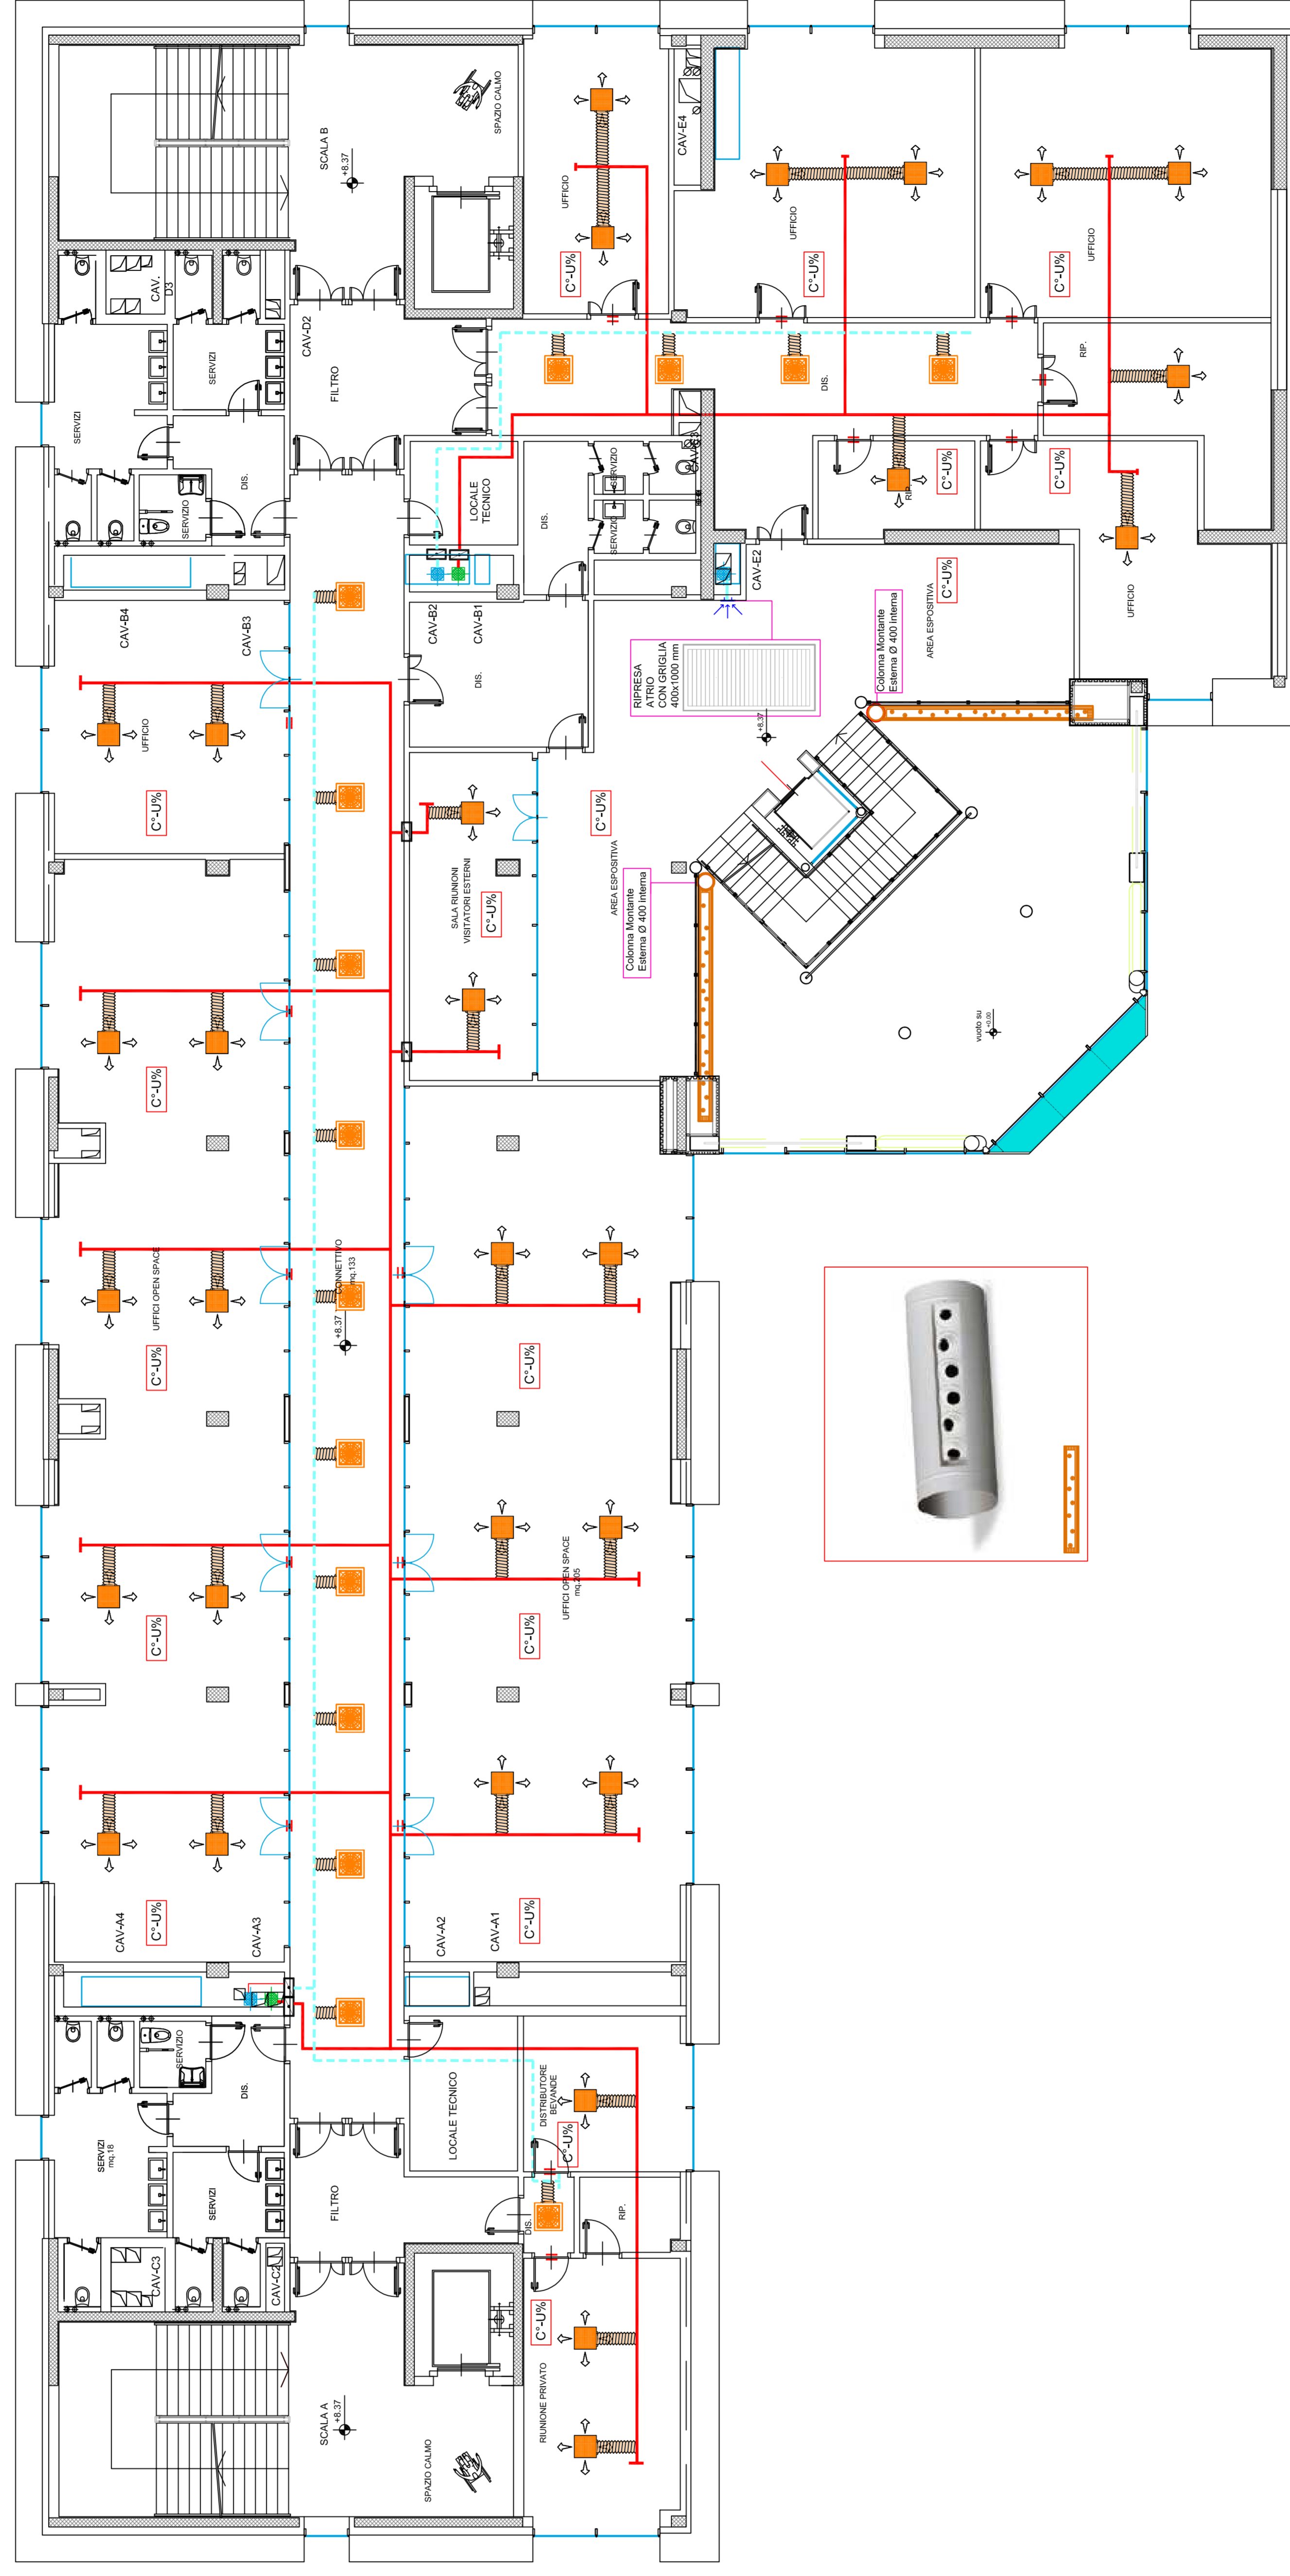 SCALA B
+8.37
SPAZIO CALMO
UFFICIO
C°-U%
CAV-E4
UFFICIO
C°-U%
UFFICIO
C°-U%
CAV.
D3
SERVIZI
SERVIZI
CAV-D2
FILTRO
DIS.
SERVIZIO
LOCALE
TECNICO
DIS.
SERVIZIO
SERVIZIO
DIS.
RIP.
RIP.
C°-U%
C°-U%
UFFICIO
CAV-B4
CAV-B3
CAV-B2
CAV-B1
DIS.
CAV-E2
AREA ESPOSITIVA
C°-U%
RIPRESA
ATRIO
CON GRIGLIA
400x1000 mm
+8.37
Colonna Montante
Esterna Ø 400 interna
UFFICIO
C°-U%
SALA RIUNIONI
VISITATORI ESTERNI
C°-U%
AREA ESPOSITIVA
C°-U%
Colonna Montante
Esterna Ø 400 interna
vuoto su
+0.00
C°-U%
UFFICI OPEN SPACE
C°-U%
CONNETTIVO
mq.133
+8.37
C°-U%
C°-U%
UFFICI OPEN SPACE
mq.205
C°-U%
CAV-A4
C°-U%
CAV-A3
CAV-A2
CAV-A1
C°-U%
SERVIZIO
DIS.
SERVIZI
mq.18
SERVIZI
LOCALE TECNICO
DISTRIBUTORE
BEVANDE
C°-U%
FILTRO
DIS.
RIP.
CAV-C3
CAV-C2
C°-U%
RIUNIONE PRIVATO
SCALA A
+8.37
SPAZIO CALMO